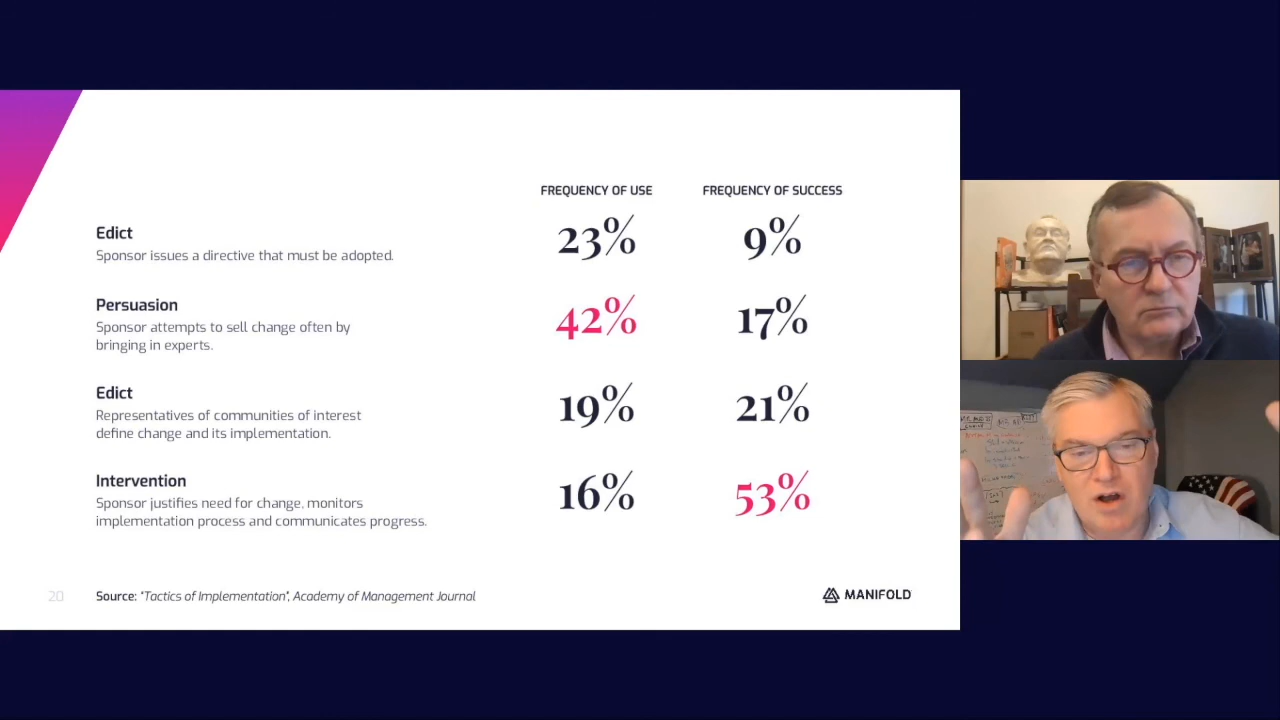 FREQUENCY OF USE
FREQUENCY OF SUCCESS
Edict
Sponsor issues a directive that must be adopted.
23%
9%
Persuasion
Sponsor attempts to sell change often by
bringing in experts.
42%
17%
Edict
Representatives of communities of interest
define change and its implementation.
19%
21%
Intervention
Sponsor justifies need for change, monitors
implementation process and communicates progress.
16%
53%
20
Source: "Tactics of Implementation", Academy of Management Journal
MANIFOLD